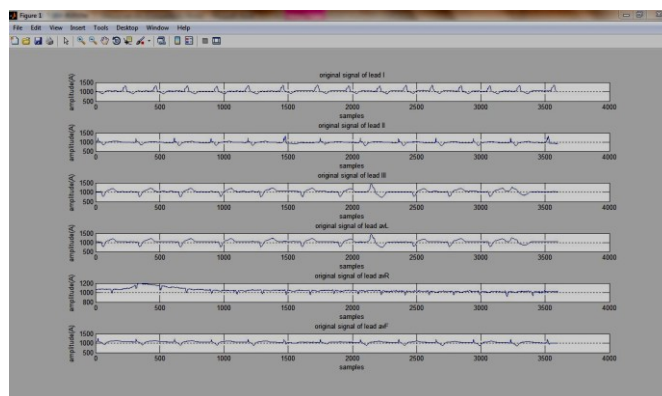 Figure 1
File Edit View Insert Tools Desktop Window Help
original signal of lead I
amplitude(A)
1500
1000
500
0 500 1000 1500 2000 2500 3000 3500 4000
samples
original signal of lead II
amplitude(A)
1500
1000
500
0 500 1000 1500 2000 2500 3000 3500 4000
samples
original signal of lead III
amplitude(A)
1500
1000
500
0 500 1000 1500 2000 2500 3000 3500 4000
samples
original signal of lead avL
amplitude(A)
1500
1000
500
0 500 1000 1500 2000 2500 3000 3500 4000
samples
original signal of lead avR
amplitude(A)
1200
1000
800
0 500 1000 1500 2000 2500 3000 3500 4000
samples
original signal of lead avF
amplitude(A)
1500
1000
500
0 500 1000 1500 2000 2500 3000 3500 4000
samples